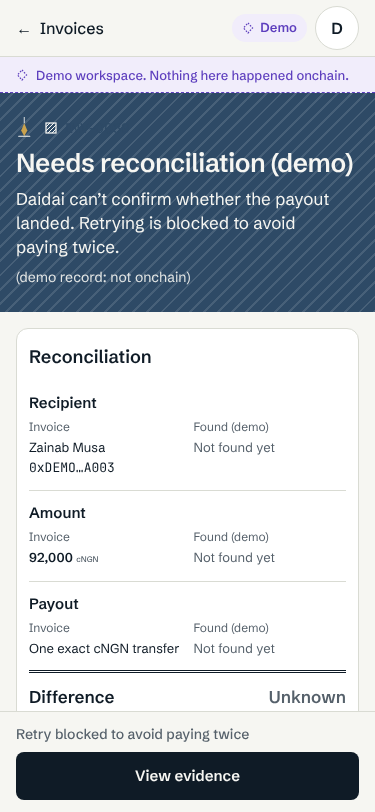 ← Invoices
Demo
D
Demo workspace. Nothing here happened onchain.
Needs reconciliation (demo)
Daidai can’t confirm whether the payout
landed. Retrying is blocked to avoid
paying twice.
(demo record: not onchain)
Reconciliation
Recipient
Invoice Found (demo)
Zainab Musa Not found yet
0xDEMO…A003
Amount
Invoice Found (demo)
92,000 cNGN Not found yet
Payout
Invoice Found (demo)
One exact cNGN transfer Not found yet
Difference Unknown
Retry blocked to avoid paying twice
View evidence